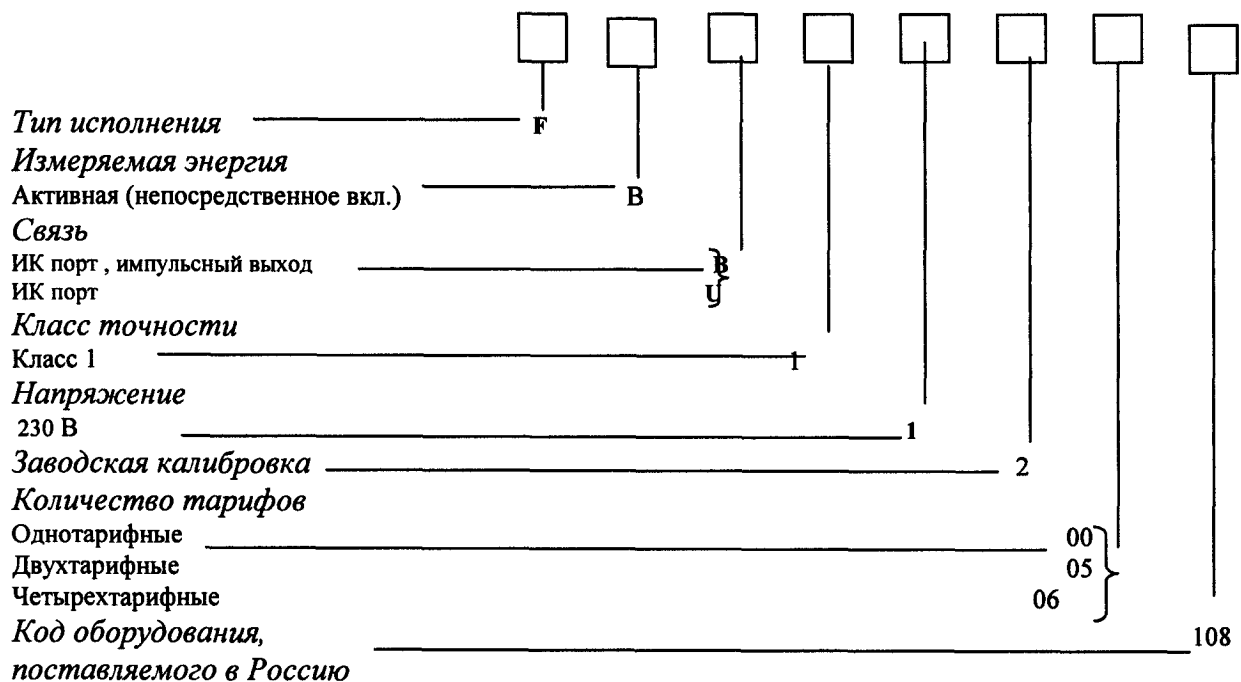 Тип исполнения F
Измеряемая энергия
Активная (непосредственное вкл.) B
Связь
ИК порт , импульсный выход B
ИК порт U
Класс точности
Класс 1 1
Напряжение
230 В 1
Заводская калибровка 2
Количество тарифов
Однотарифные 00
Двухтарифные 05
Четырехтарифные 06
Код оборудования, 108
поставляемого в Россию